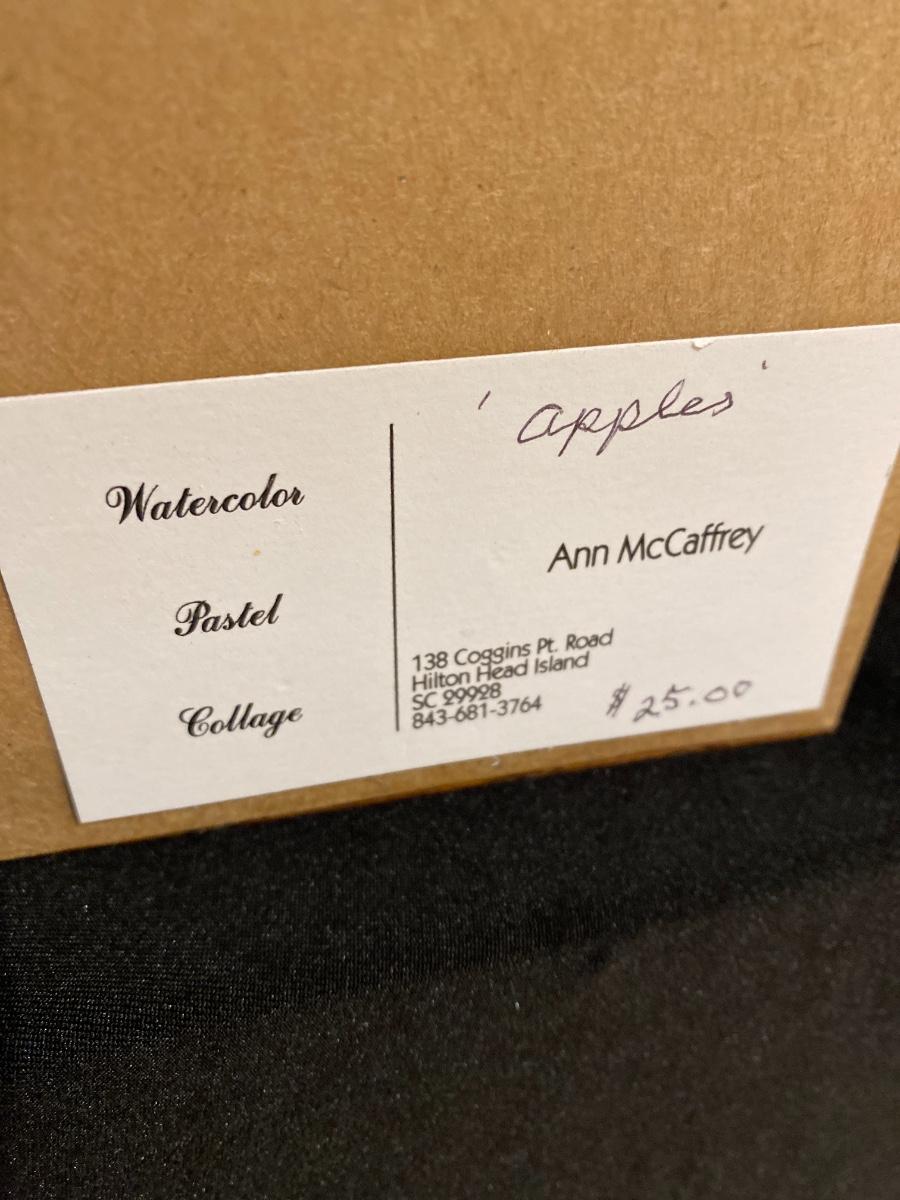 Watercolor
Pastel
Collage
' apples '
Ann McCaffrey
138 Coggins Pt. Road
Hilton Head Island
SC 29928
843-681-3764
$25.00